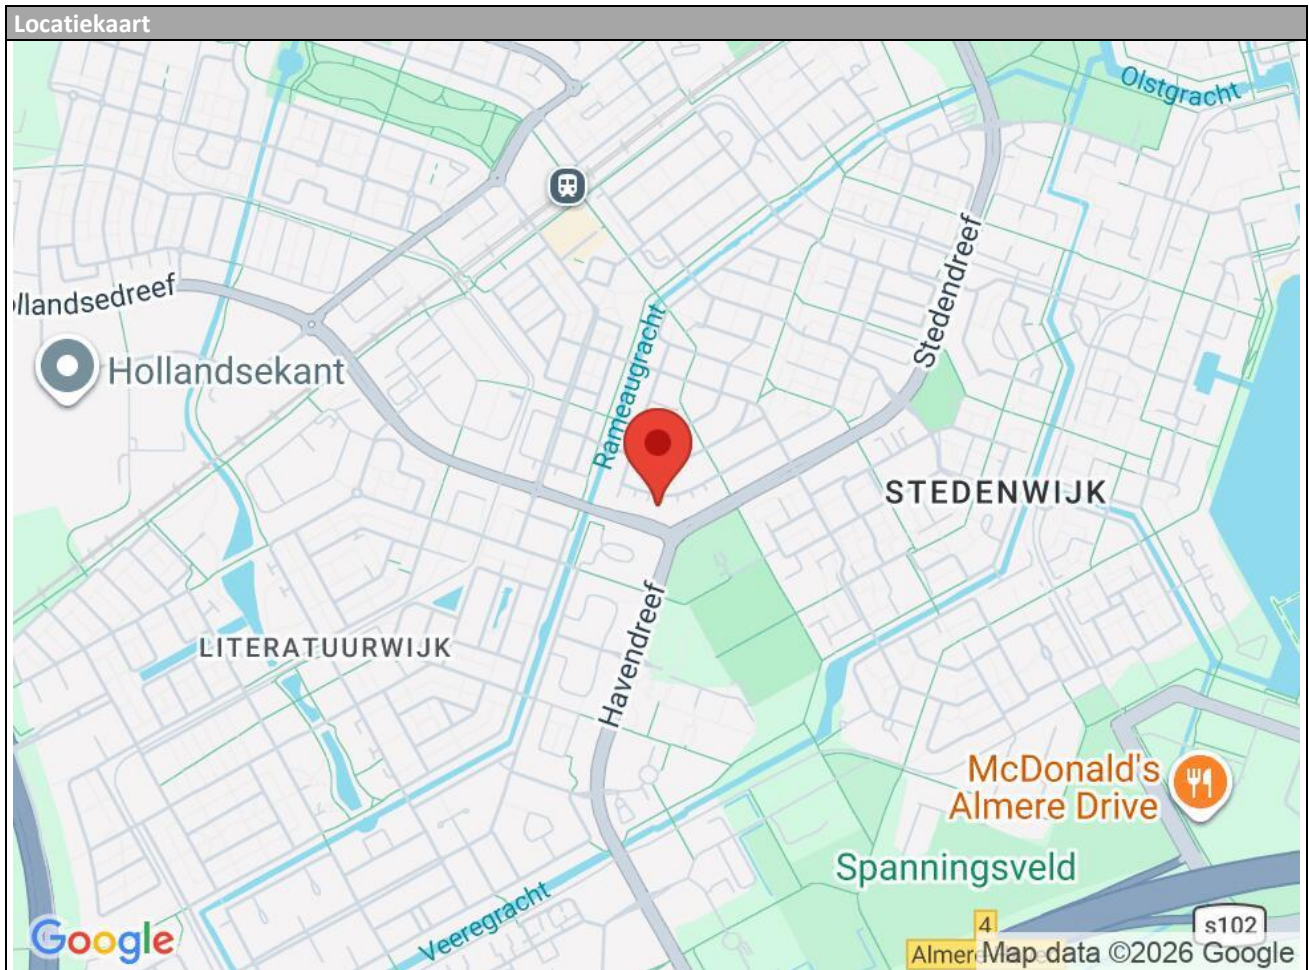 Locatiekaart
Olstgracht
Stedendreef
llandsedreef
Rameaugracht
Hollandsekant
STEDENWIJK
LITERATUURWIJK
Havendreef
McDonald's
Almere Drive
Spanningsveld
Veeregracht
4
s102
Google
Almere
Map data ©2026 Google